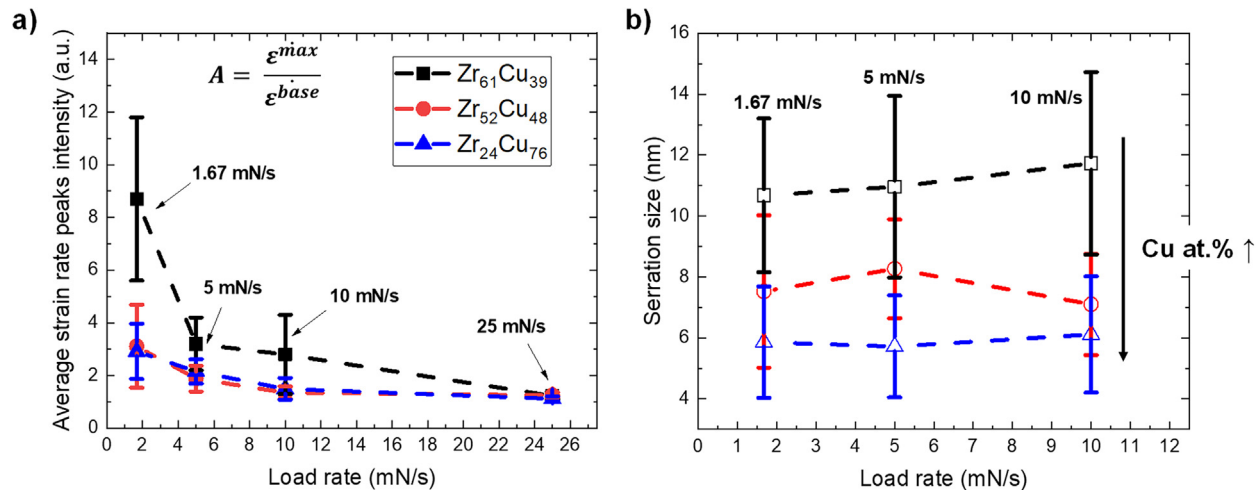 a)
Average strain rate peaks intensity (a.u.)
14
12
10
8
6
4
2
0
A = ε̇max / ε̇base
Zr61Cu39
Zr52Cu48
Zr24Cu76
1.67 mN/s
5 mN/s
10 mN/s
25 mN/s
0 2 4 6 8 10 12 14 16 18 20 22 24 26
Load rate (mN/s)
b)
Serration size (nm)
16
14
12
10
8
6
4
1.67 mN/s
5 mN/s
10 mN/s
Cu at.% ↑
0 1 2 3 4 5 6 7 8 9 10 11 12
Load rate (mN/s)